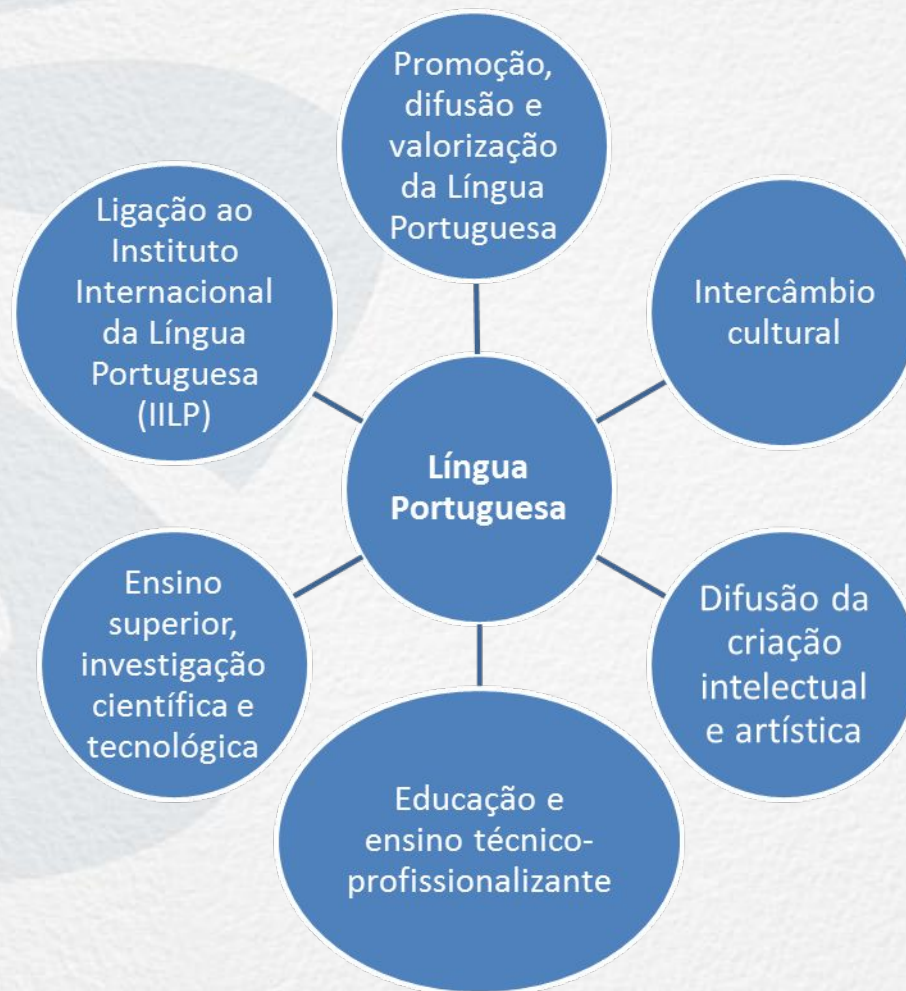 Promoção,
difusão e
valorização
da Língua
Portuguesa
Intercâmbio
cultural
Difusão da
criação
intelectual
e artística
Educação e
ensino técnico-
profissionalizante
Ensino
superior,
investigação
científica e
tecnológica
Ligação ao
Instituto
Internacional
da Língua
Portuguesa
(IILP)
Língua
Portuguesa